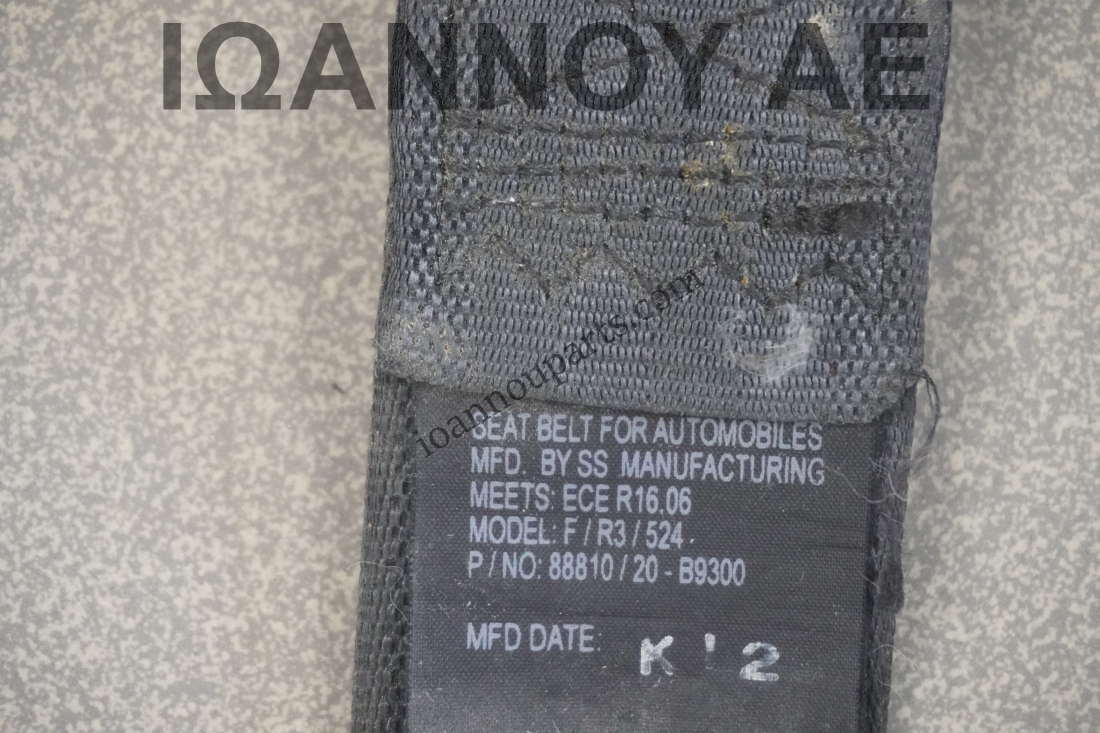 ΙΩΑΝΝΟΥ ΑΕ
ioannouparts.com
SEAT BELT FOR AUTOMOBILES
MFD. BY SS MANUFACTURING
MEETS: ECE R16.06
MODEL: F / R3 / 524
P / NO: 88810 / 20 - B9300
MFD DATE: K ' 2